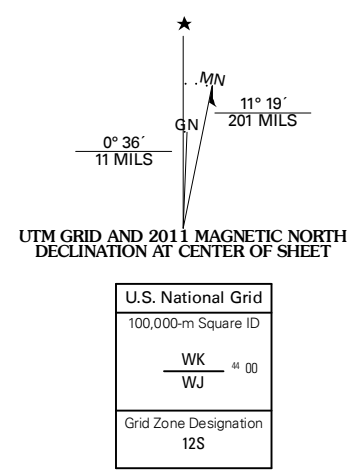 MN
11° 19´
201 MILS
GN
0° 36´
11 MILS
UTM GRID AND 2011 MAGNETIC NORTH
DECLINATION AT CENTER OF SHEET
U.S. National Grid
100,000-m Square ID
WK
44 00
WJ
Grid Zone Designation
12S